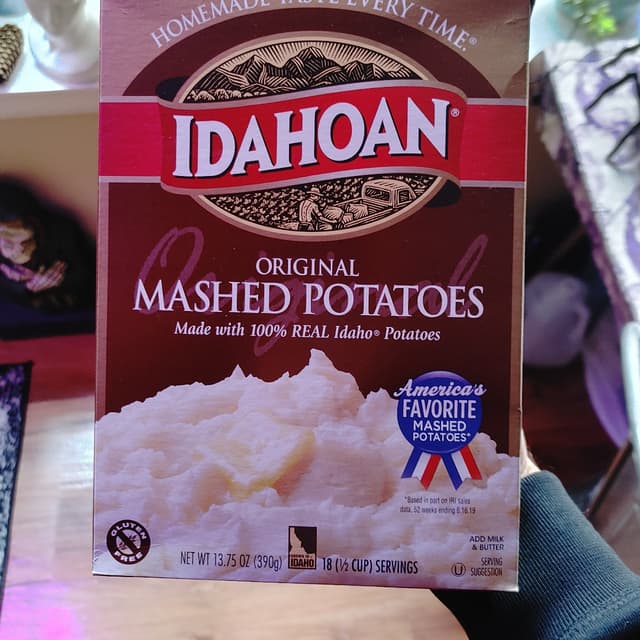 HOMEMADE TASTE EVERY TIME.®
IDAHOAN®
Original
ORIGINAL
MASHED POTATOES
Made with 100% REAL Idaho® Potatoes
America's
FAVORITE
MASHED
POTATOES*
*Based in part on IRI sales
data, 52 weeks ending 6.16.19
GLUTEN
FREE
NET WT 13.75 OZ (390g)
GROWN IN
IDAHO
18 (½ CUP) SERVINGS
ADD MILK
& BUTTER
U
SERVING
SUGGESTION